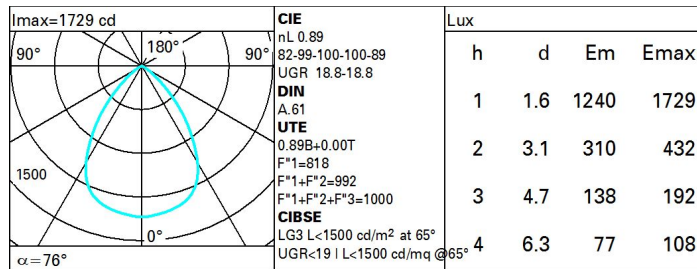 Imax=1729 cd
90° 180° 90°
1500
0°
α=76°
CIE
nL 0.89
82-99-100-100-89
UGR 18.8-18.8
DIN
A.61
UTE
0.89B+0.00T
F"1=818
F"1+F"2=992
F"1+F"2+F"3=1000
CIBSE
LG3 L<1500 cd/m² at 65°
UGR<19 | L<1500 cd/mq @65°
Lux
h d Em Emax
1 1.6 1240 1729
2 3.1 310 432
3 4.7 138 192
4 6.3 77 108